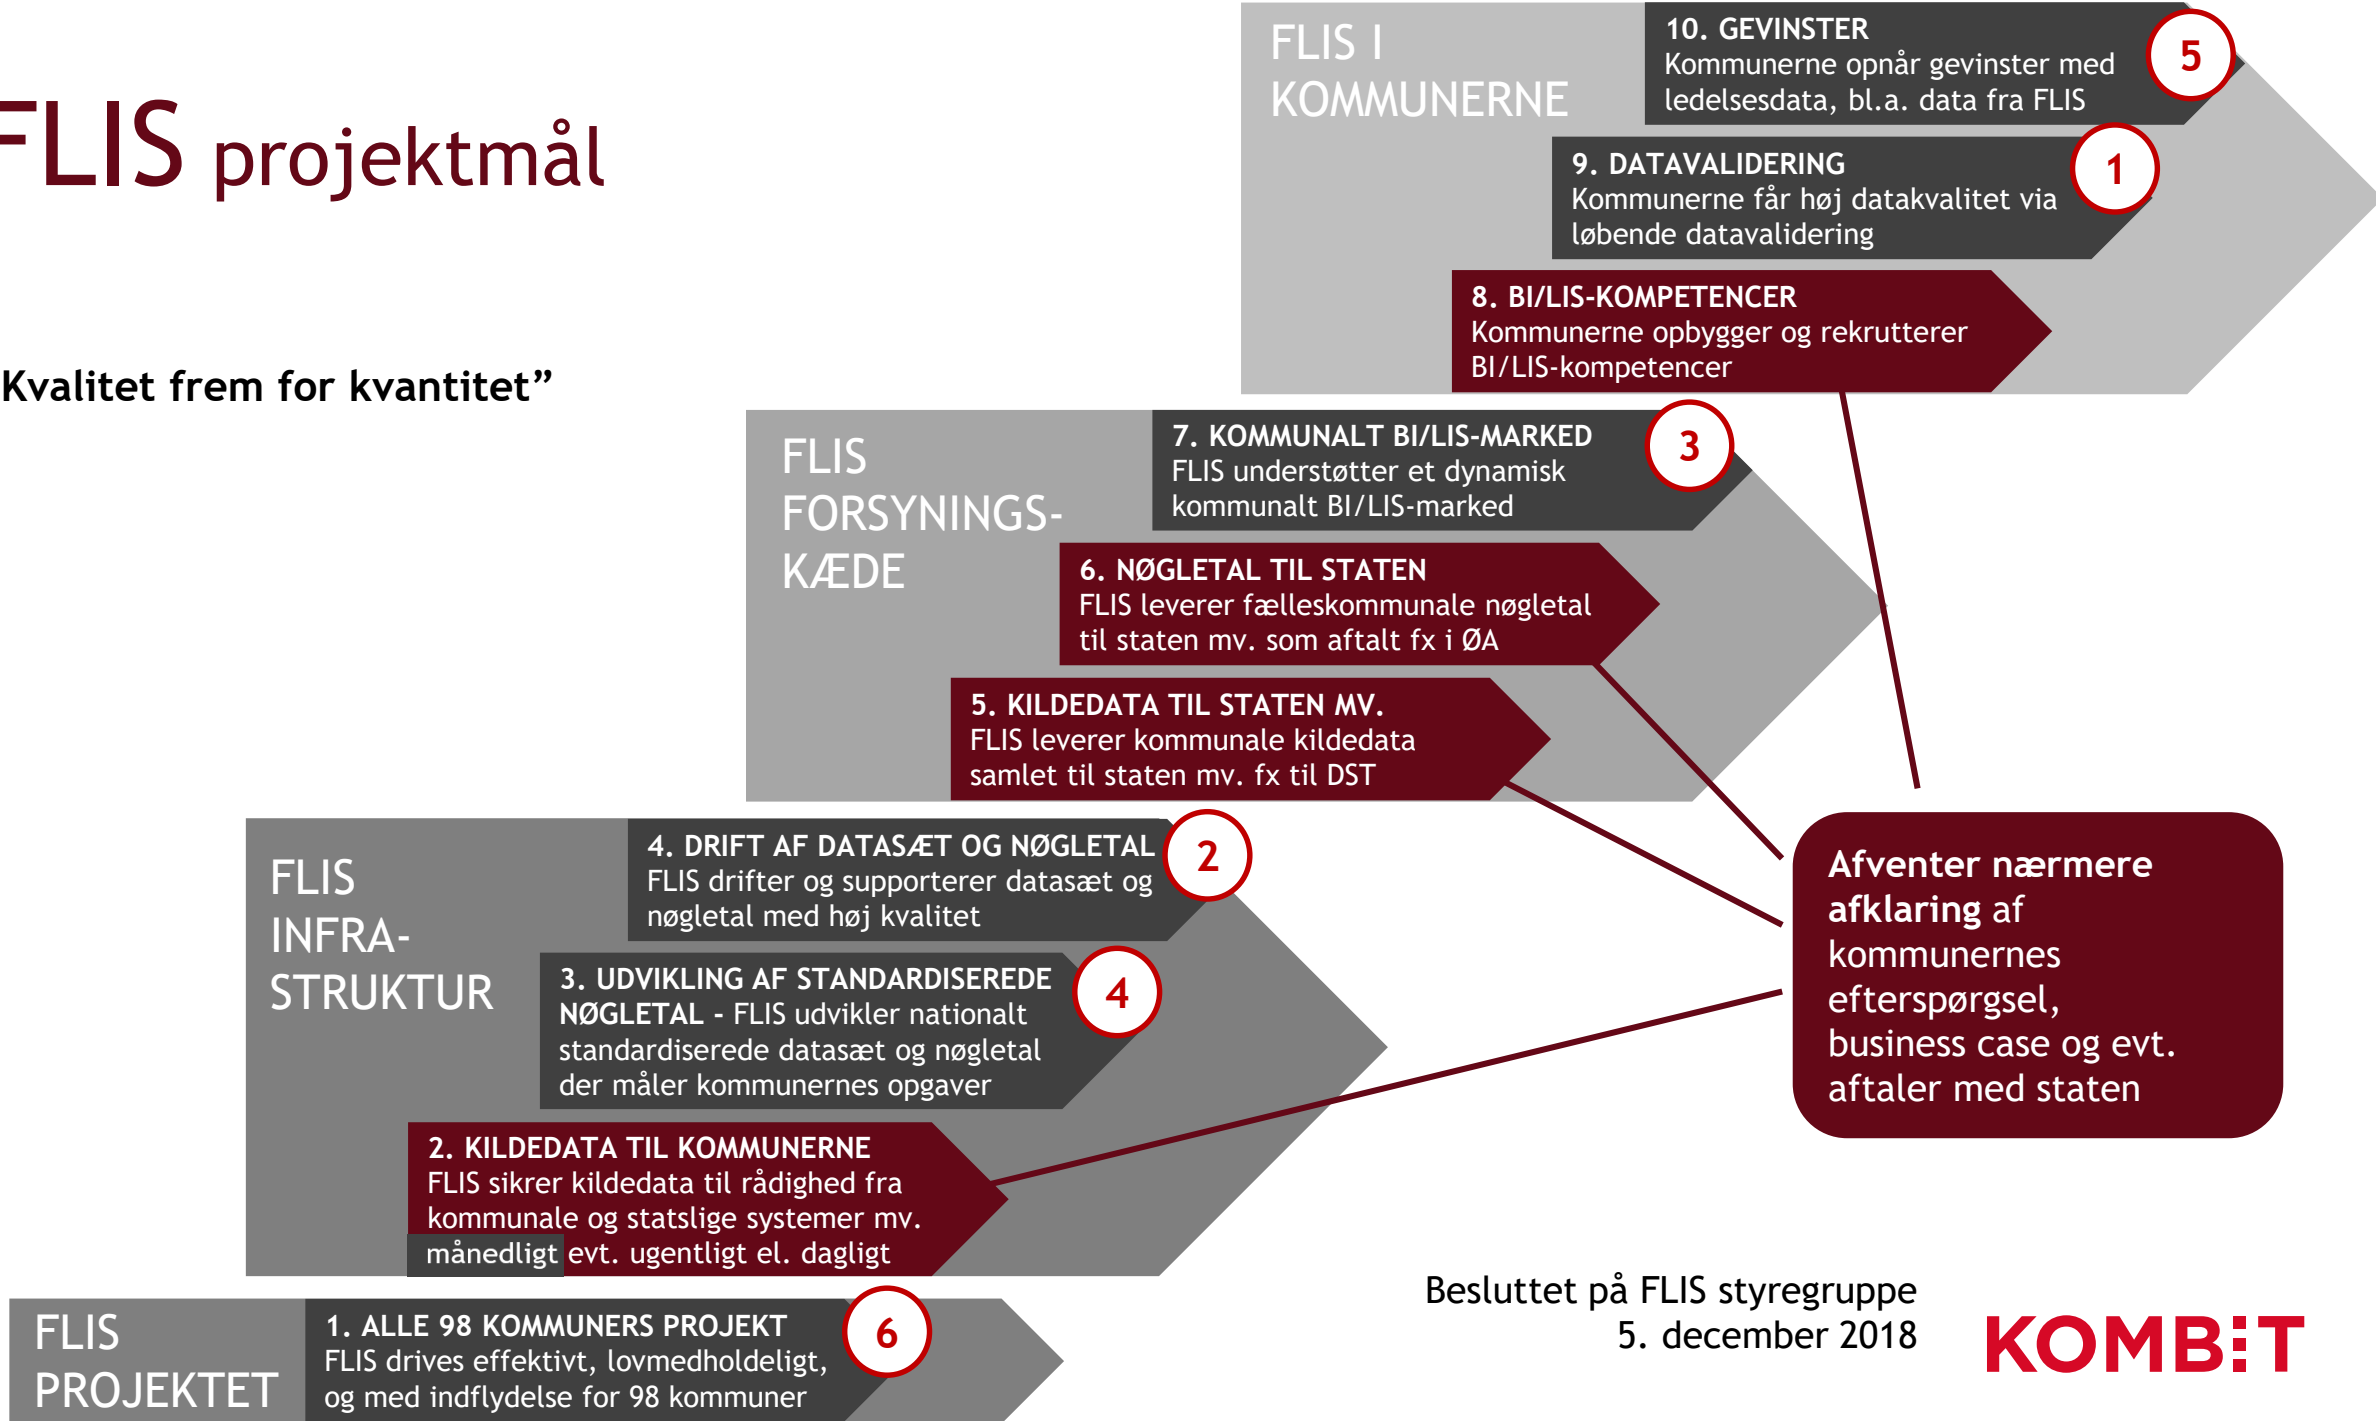 FLIS projektmål
Kvalitet frem for kvantitet”
FLIS I
KOMMUNERNE
10. GEVINSTER
Kommunerne opnår gevinster med
ledelsesdata, bl.a. data fra FLIS
5
9. DATAVALIDERING
Kommunerne får høj datakvalitet via
løbende datavalidering
1
8. BI/LIS-KOMPETENCER
Kommunerne opbygger og rekrutterer
BI/LIS-kompetencer
FLIS
FORSYNINGS-
KÆDE
7. KOMMUNALT BI/LIS-MARKED
FLIS understøtter et dynamisk
kommunalt BI/LIS-marked
3
6. NØGLETAL TIL STATEN
FLIS leverer fælleskommunale nøgletal
til staten mv. som aftalt fx i ØA
5. KILDEDATA TIL STATEN MV.
FLIS leverer kommunale kildedata
samlet til staten mv. fx til DST
FLIS
INFRA-
STRUKTUR
4. DRIFT AF DATASÆT OG NØGLETAL
FLIS drifter og supporterer datasæt og
nøgletal med høj kvalitet
2
3. UDVIKLING AF STANDARDISEREDE
NØGLETAL - FLIS udvikler nationalt
standardiserede datasæt og nøgletal
der måler kommunernes opgaver
4
2. KILDEDATA TIL KOMMUNERNE
FLIS sikrer kildedata til rådighed fra
kommunale og statslige systemer mv.
månedligt evt. ugentligt el. dagligt
Afventer nærmere
afklaring af
kommunernes
efterspørgsel,
business case og evt.
aftaler med staten
FLIS
PROJEKTET
1. ALLE 98 KOMMUNERS PROJEKT
FLIS drives effektivt, lovmedholdeligt,
og med indflydelse for 98 kommuner
6
Besluttet på FLIS styregruppe
5. december 2018
KOMBIT